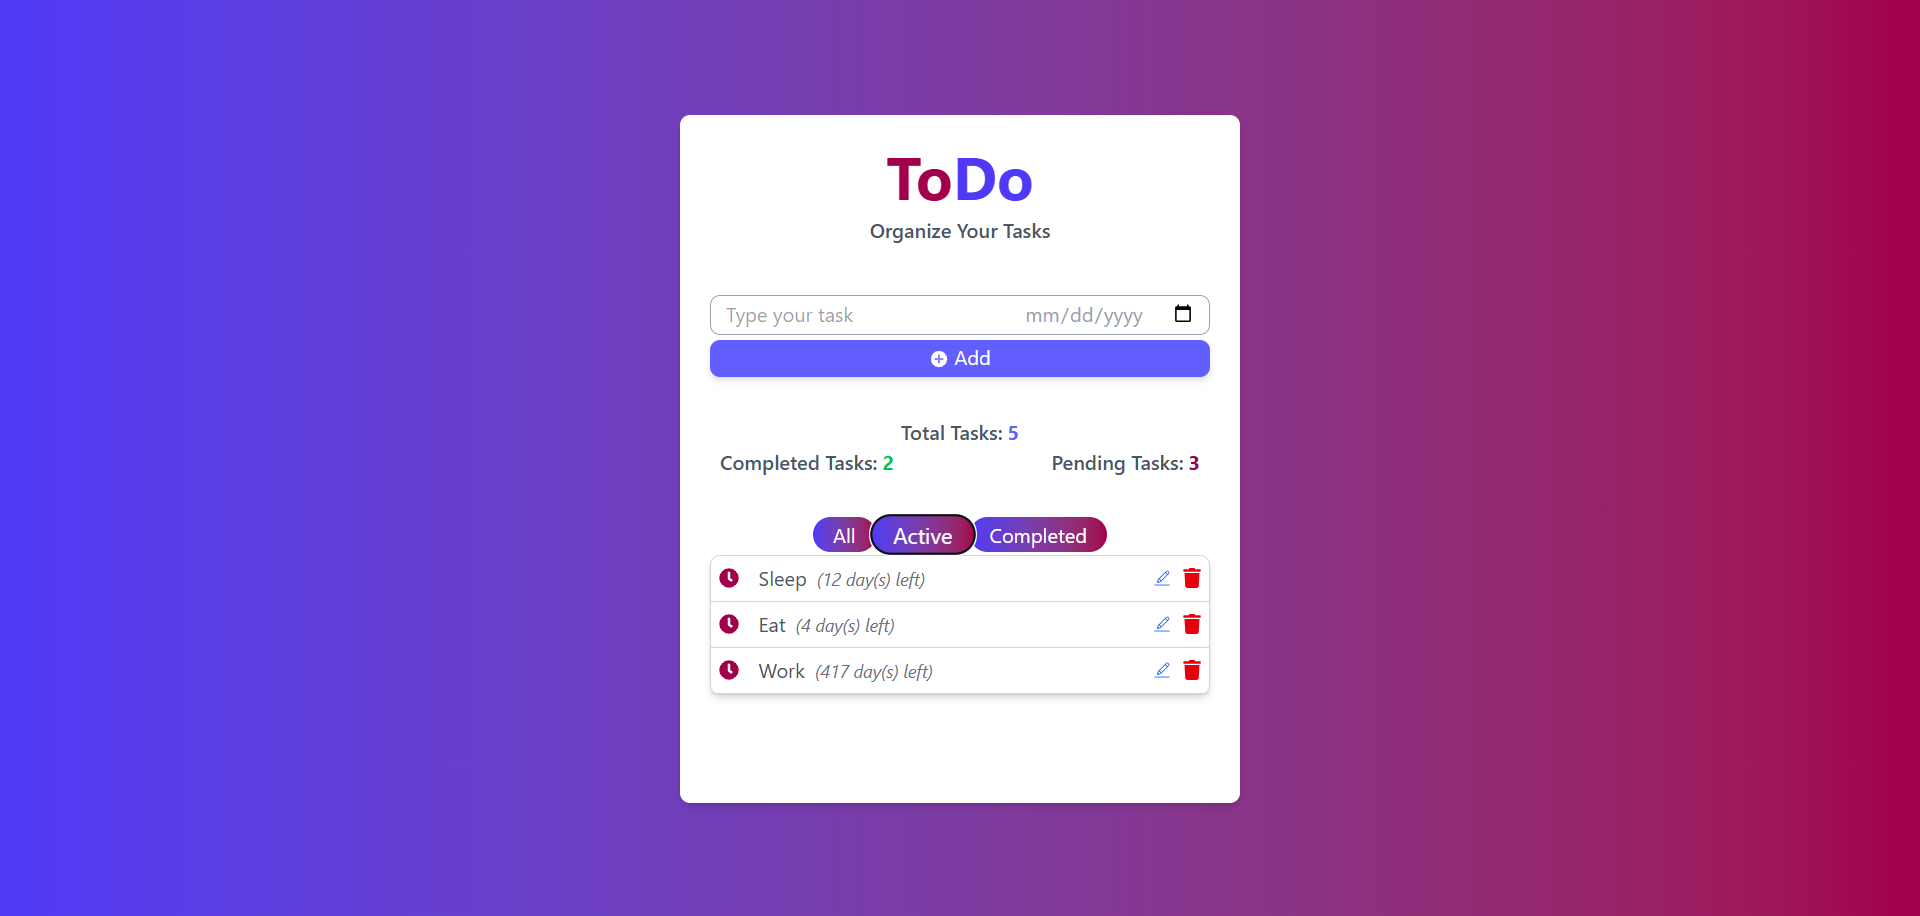 ToDo
Organize Your Tasks
Type your task mm/dd/yyyy
Add
Total Tasks: 5
Completed Tasks: 2 Pending Tasks: 3
All Active Completed
Sleep (12 day(s) left)
Eat (4 day(s) left)
Work (417 day(s) left)